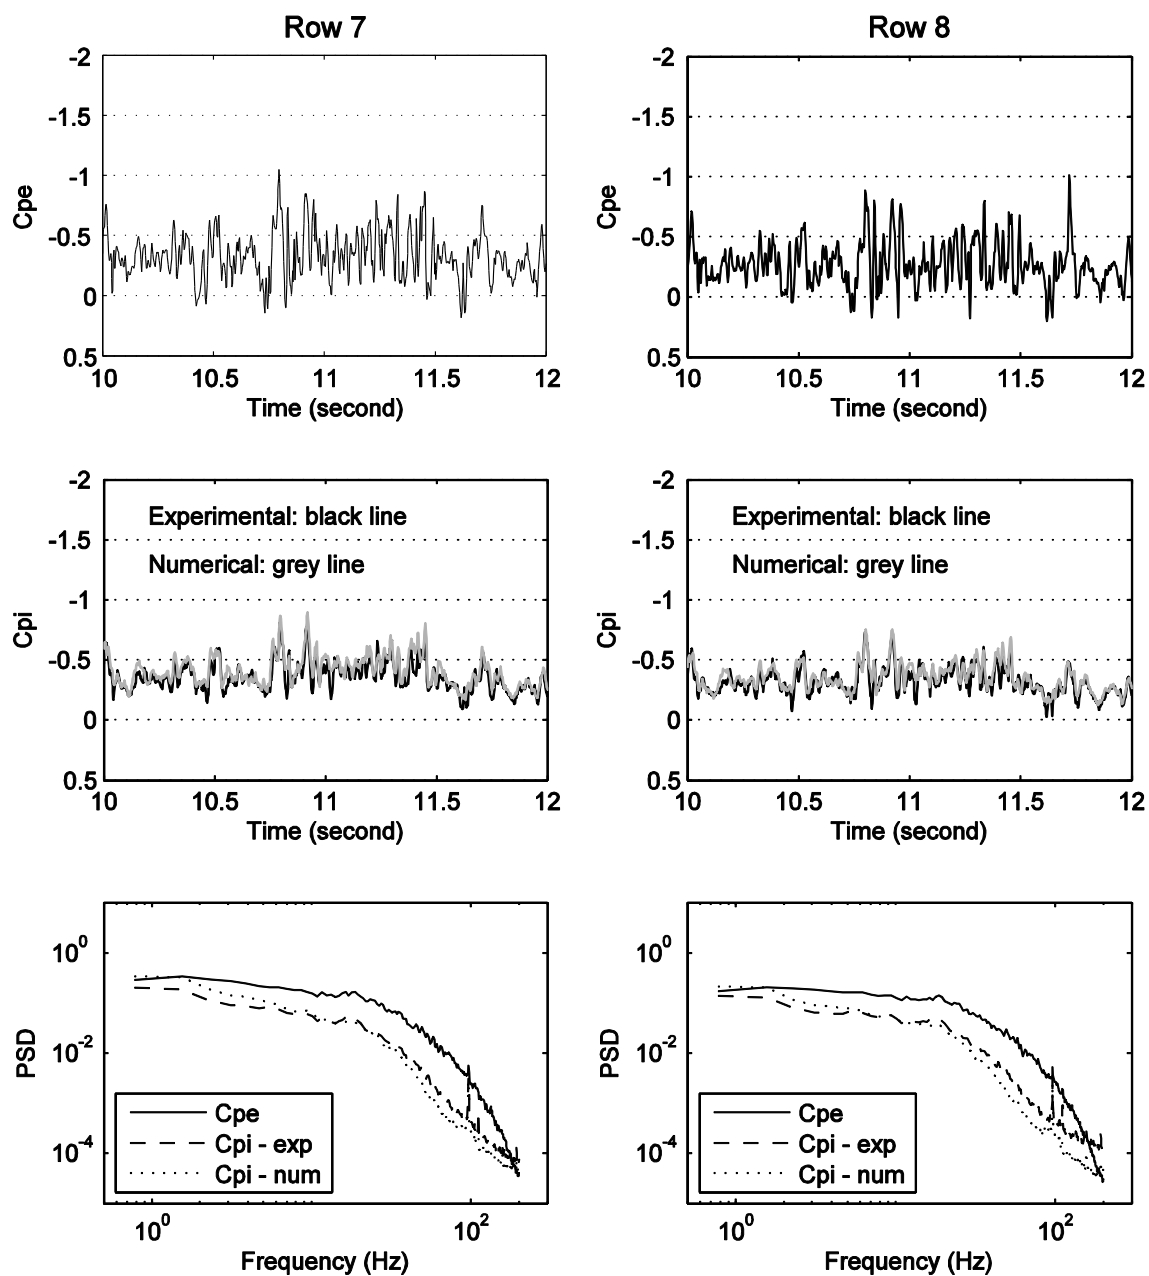 Row 7
-2
-1.5
-1
-0.5
0
0.5
Cpe
10 10.5 11 11.5 12
Time (second)
Row 8
-2
-1.5
-1
-0.5
0
0.5
Cpe
10 10.5 11 11.5 12
Time (second)
-2
-1.5
-1
-0.5
0
0.5
Cpi
Experimental: black line
Numerical: grey line
10 10.5 11 11.5 12
Time (second)
-2
-1.5
-1
-0.5
0
0.5
Cpi
Experimental: black line
Numerical: grey line
10 10.5 11 11.5 12
Time (second)
10^0
10^-2
10^-4
PSD
Cpe
Cpi - exp
Cpi - num
10^0 10^2
Frequency (Hz)
10^0
10^-2
10^-4
PSD
Cpe
Cpi - exp
Cpi - num
10^0 10^2
Frequency (Hz)